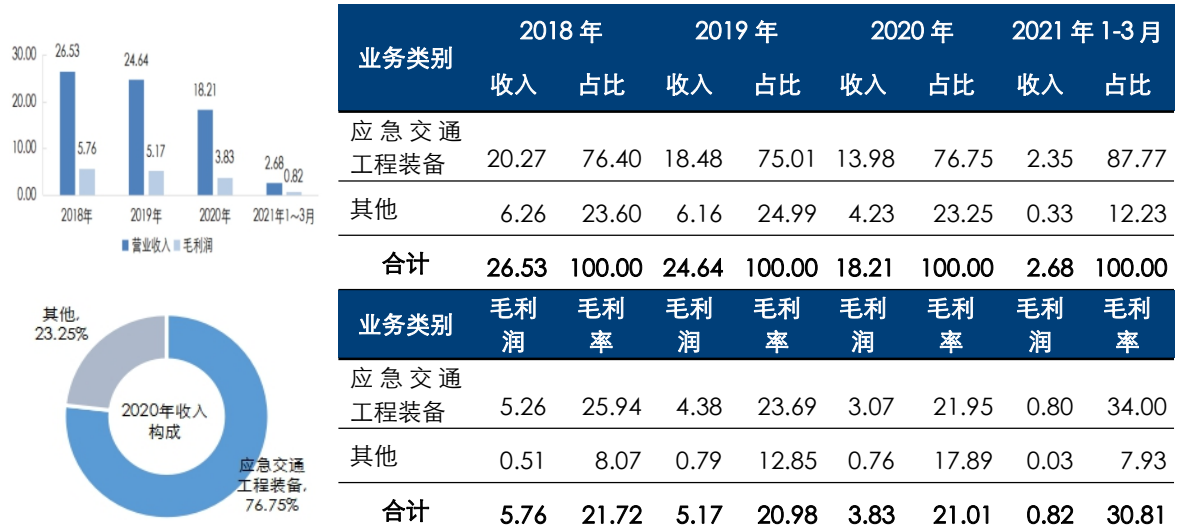 30.00
20.00
10.00
0.00
26.53
5.76
24.64
5.17
18.21
3.83
2.68
0.82
2018年 2019年 2020年 2021年1~3月
营业收入 毛利润
其他,
23.25%
2020年收入
构成
应急交通
工程装备,
76.75%
业务类别 2018 年 2019 年 2020 年 2021 年 1-3 月
收入 占比 收入 占比 收入 占比 收入 占比
应 急 交 通
工程装备 20.27 76.40 18.48 75.01 13.98 76.75 2.35 87.77
其他 6.26 23.60 6.16 24.99 4.23 23.25 0.33 12.23
合计 26.53 100.00 24.64 100.00 18.21 100.00 2.68 100.00
业务类别 毛利润 毛利率 毛利润 毛利率 毛利润 毛利率 毛利润 毛利率
应 急 交 通
工程装备 5.26 25.94 4.38 23.69 3.07 21.95 0.80 34.00
其他 0.51 8.07 0.79 12.85 0.76 17.89 0.03 7.93
合计 5.76 21.72 5.17 20.98 3.83 21.01 0.82 30.81